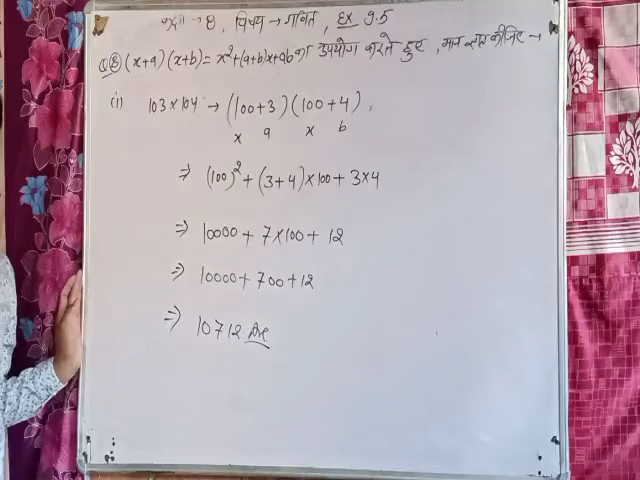 कक्षा → 8, विषय → गणित, Ex 9.5
Q.⑧ (x+a)(x+b)= x²+(a+b)x+ab का उपयोग करते हुए, मान ज्ञात कीजिए →
(i) 103×104 → (100+3)(100+4),
x a x b
⇒ (100)²+(3+4)×100+3×4
⇒ 10000+7×100+12
⇒ 10000+700+12
⇒ 10712 Ans.